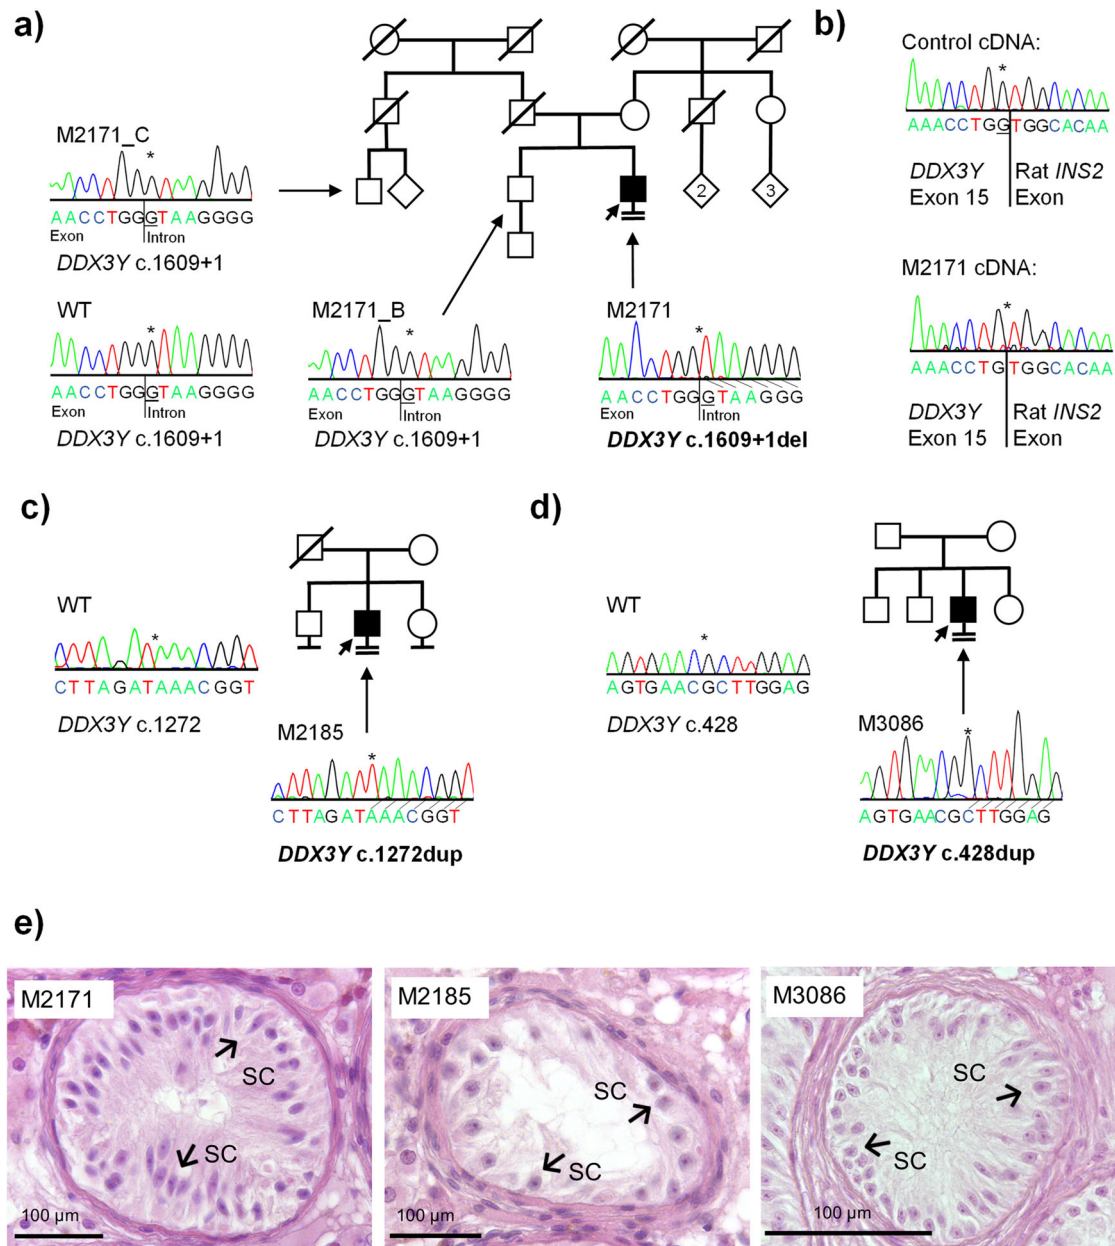 a)
M2171_C
*
AACCTGGGTAAGGGG
Exon
Intron
DDX3Y c.1609+1
WT
*
AACCTGGGTAAGGGG
Exon
Intron
DDX3Y c.1609+1
2
3
M2171_B
*
AACCTGGGTAAGGGG
Exon
Intron
DDX3Y c.1609+1
M2171
*
AACCTGGGTAAGGG
Exon
Intron
DDX3Y c.1609+1del
b)
Control cDNA:
*
AAACCTGGTGGCACAA
DDX3Y
Exon 15
Rat INS2
Exon
M2171 cDNA:
*
AAACCTGTGGCACAA
DDX3Y
Exon 15
Rat INS2
Exon
c)
WT
*
CTTAGATAAACGGT
DDX3Y c.1272
M2185
*
CTTAGATAAACGGT
DDX3Y c.1272dup
d)
WT
*
AGTGAACGCTTGGAG
DDX3Y c.428
M3086
*
AGTGAACGCTTGGAG
DDX3Y c.428dup
e)
M2171
SC
SC
100 µm
M2185
SC
SC
100 µm
M3086
SC
SC
100 µm